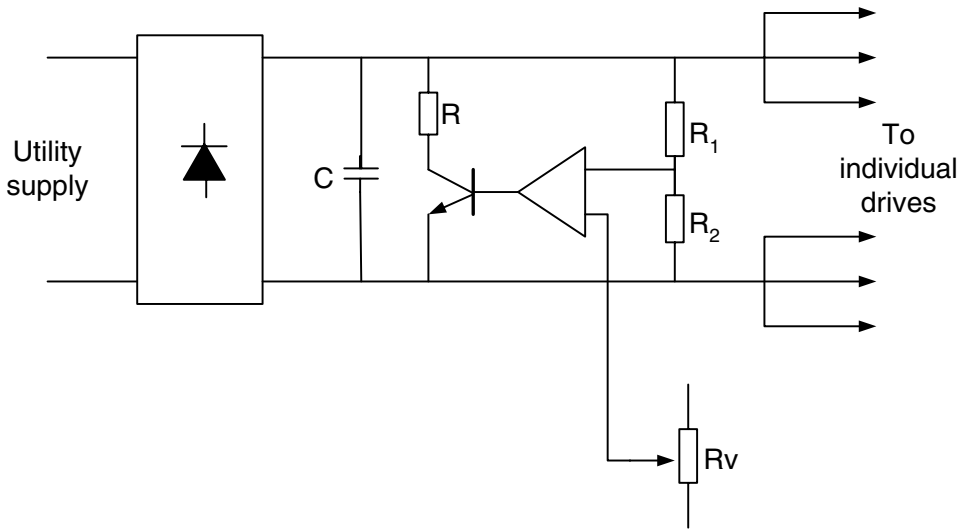 Utility
supply
C
R
R₁
R₂
To
individual
drives
Rv